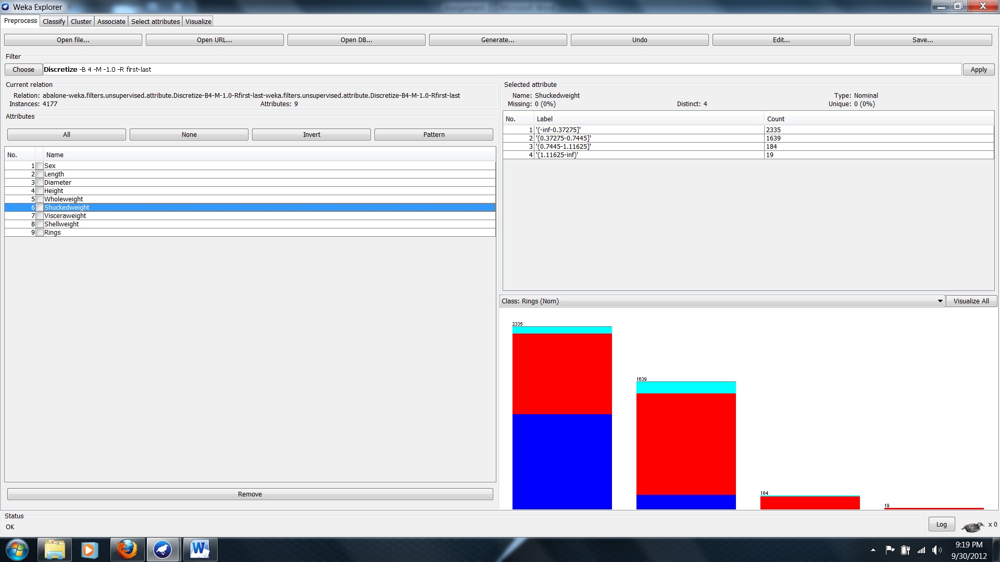 Weka Explorer
Preprocess Classify Cluster Associate Select attributes Visualize
Open file... Open URL... Open DB... Generate... Undo Edit... Save...
Filter
Choose Discretize -B 4 -M -1.0 -R first-last Apply
Current relation
Relation: abalone-weka.filters.unsupervised.attribute.Discretize-B4-M-1.0-Rfirst-last-weka.filters.unsupervised.attribute.Discretize-B4-M-1.0-Rfirst-last
Instances: 4177 Attributes: 9
Attributes
All None Invert Pattern
No. Name
1 Sex
2 Length
3 Diameter
4 Height
5 Wholeweight
6 Shuckedweight
7 Visceraweight
8 Shellweight
9 Rings
Remove
Selected attribute
Name: Shuckedweight Type: Nominal
Missing: 0 (0%) Distinct: 4 Unique: 0 (0%)
No. Label Count
1 '(-inf-0.37275]' 2335
2 '(0.37275-0.7445]' 1639
3 '(0.7445-1.11625]' 184
4 '(1.11625-inf)' 19
Class: Rings (Nom) Visualize All
2335
1639
184
19
Status
OK Log x 0
9:19 PM
9/30/2012